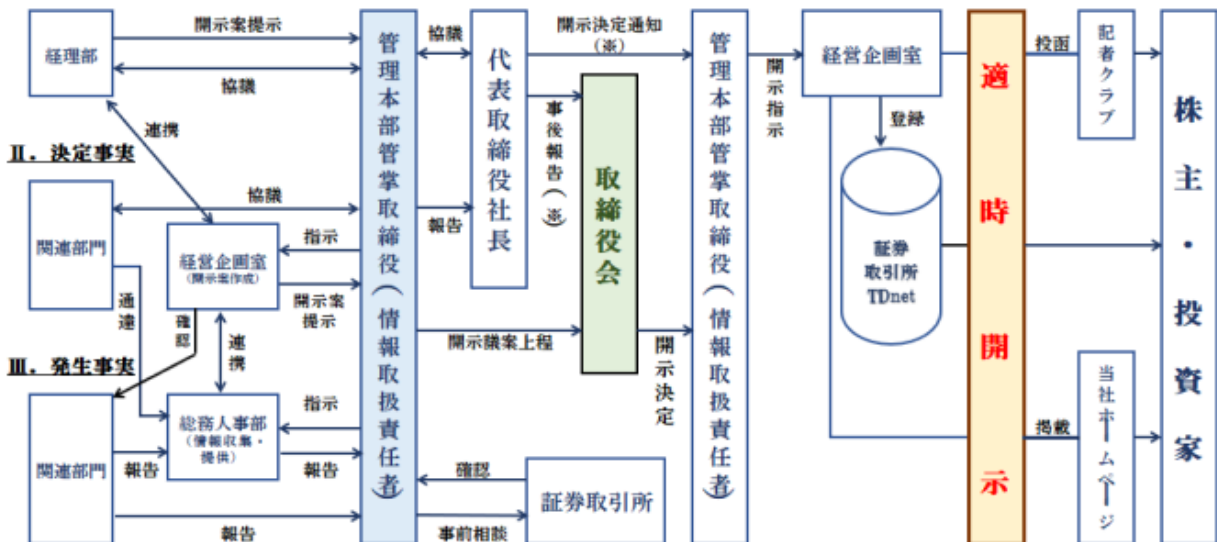 経理部
開示案提示
協議
連携
Ⅱ．決定事実
関連部門
協議
経営企画室
(開示案作成)
指示
開示案
提示
通達
確認
連携
Ⅲ．発生事実
関連部門
総務人事部
（情報収集・
提供）
指示
報告
報告
報告
管理本部管掌取締役（情報取扱責任者）
協議
報告
代表取締役社長
開示決定通知
（※）
事後報告（※）
取締役会
開示議案上程
開示決定
確認
事前相談
証券取引所
管理本部管掌取締役（情報取扱責任者）
開示指示
経営企画室
登録
証券
取引所
TDnet
適時開示
投函
記者クラブ
掲載
当社ホームページ
株主・投資家